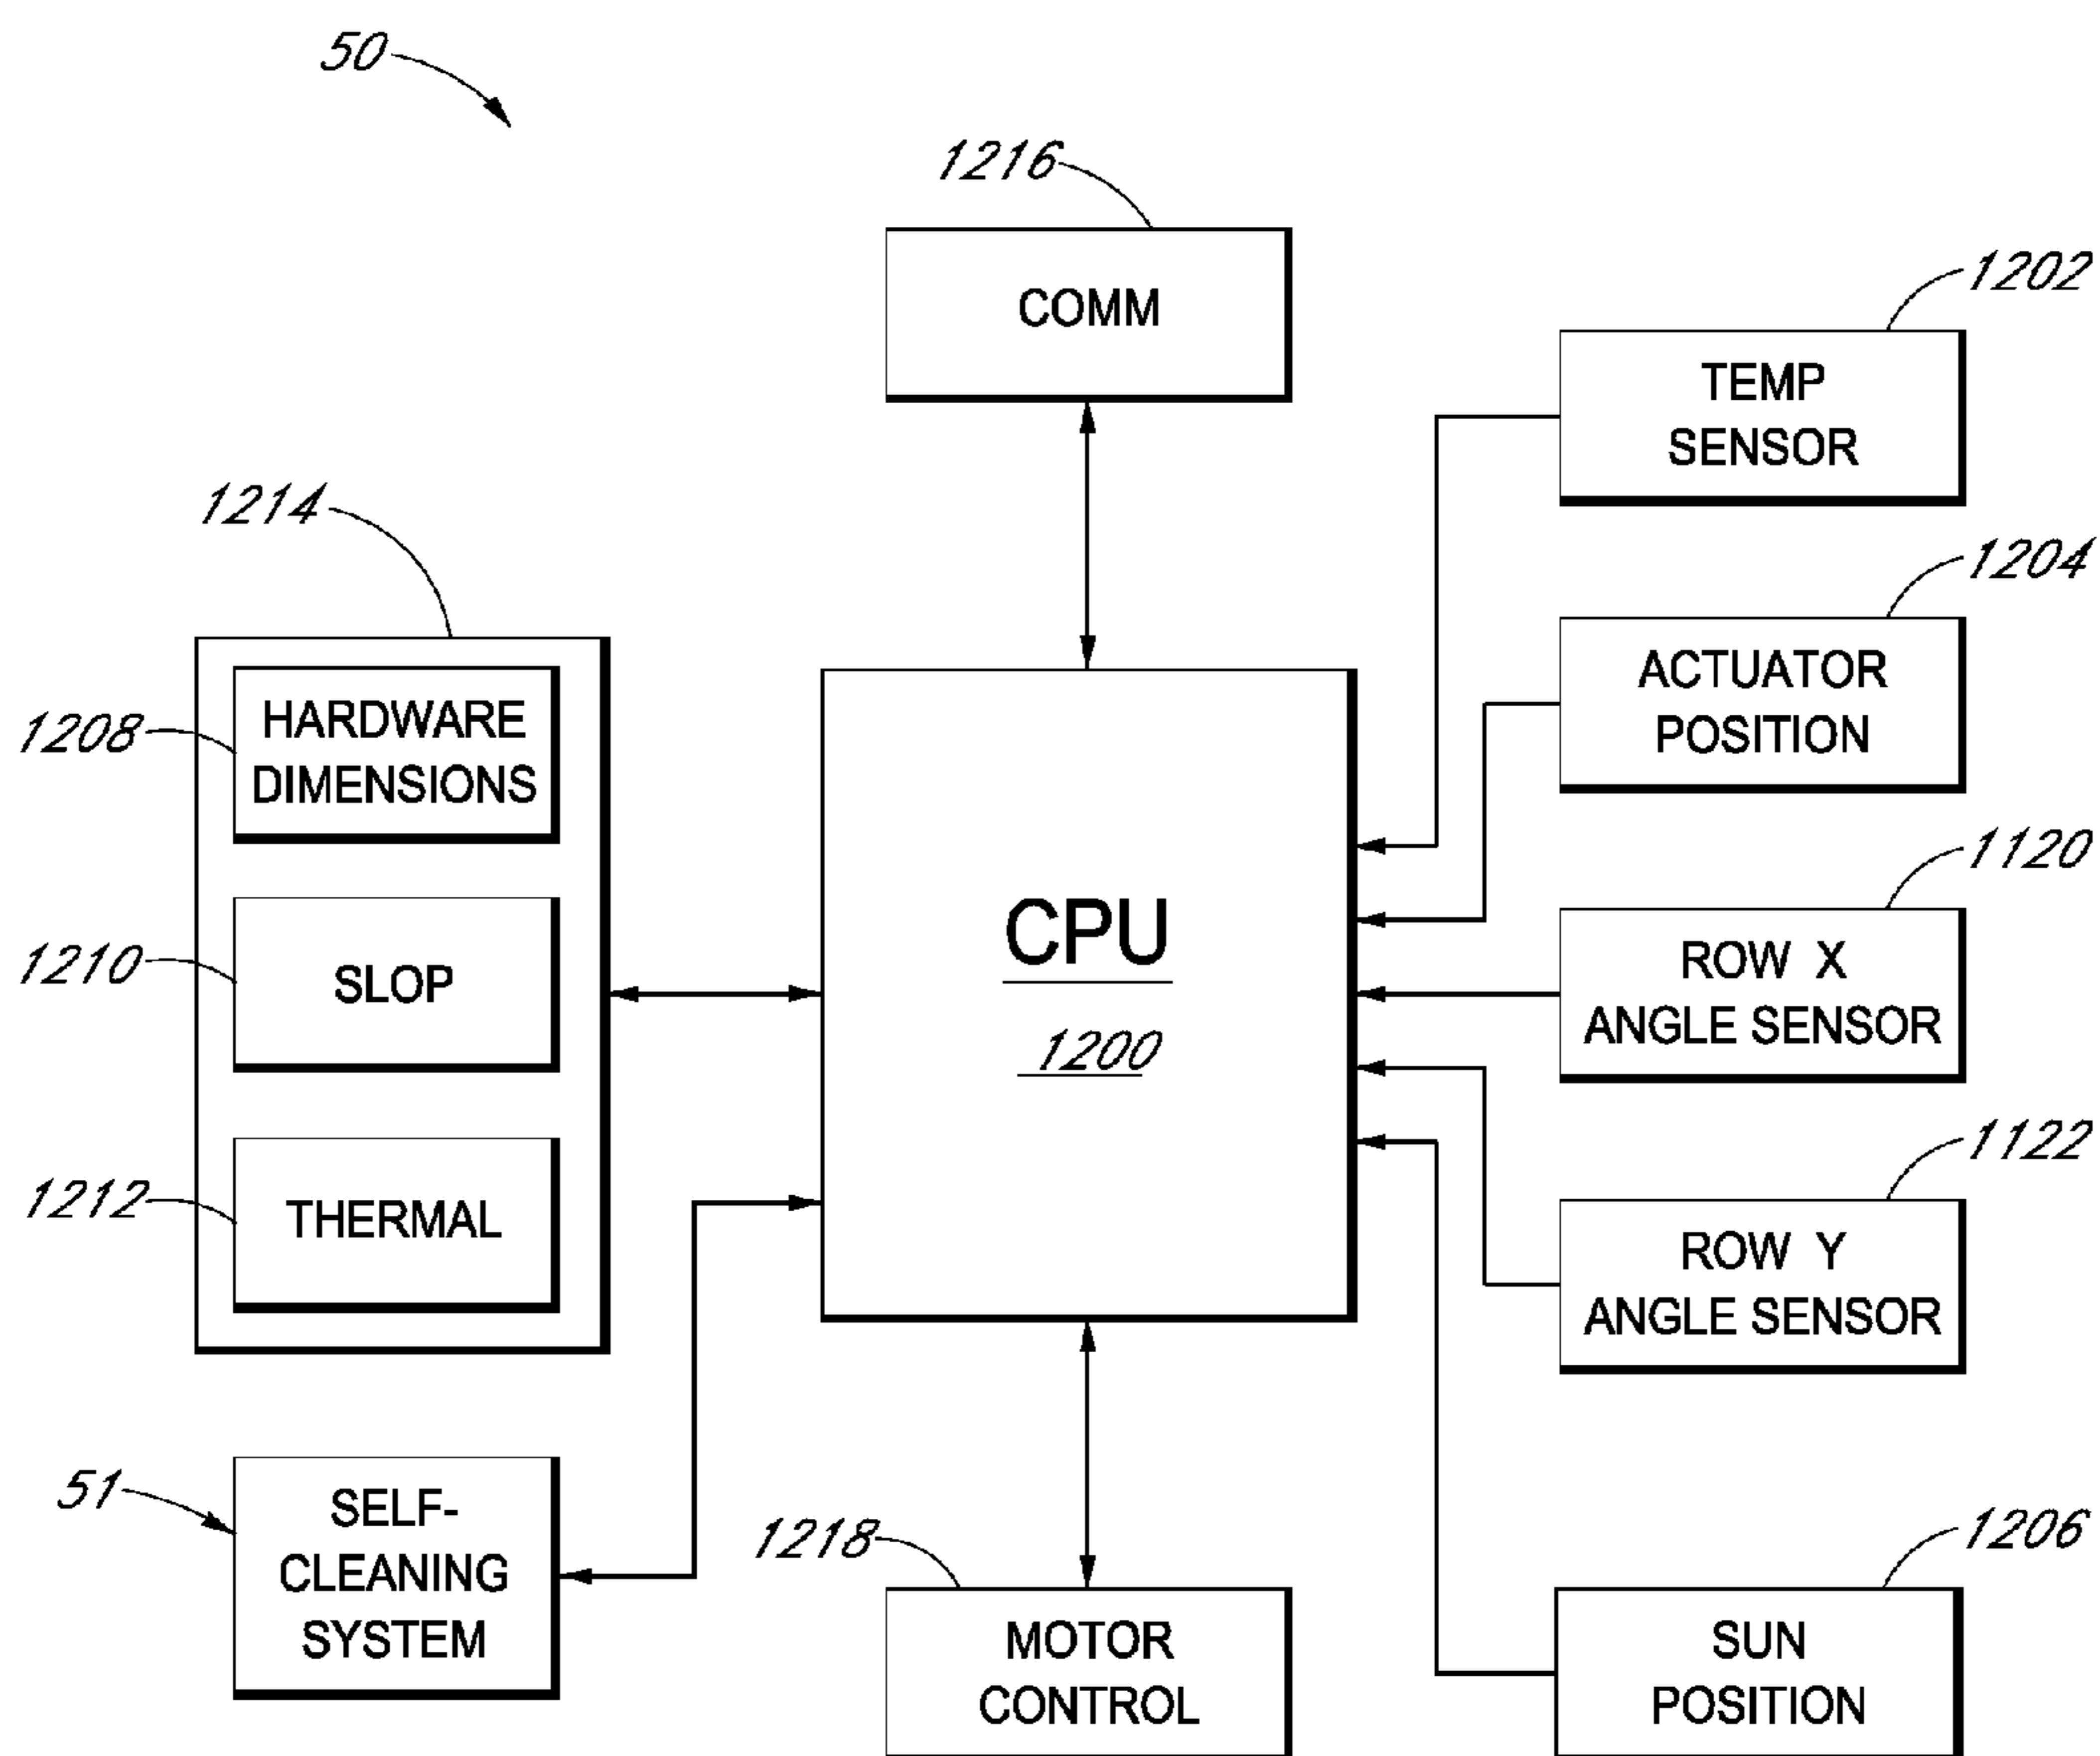 50
1216
COMM
1202
TEMP
SENSOR
1214
1204
ACTUATOR
POSITION
1208
HARDWARE
DIMENSIONS
1120
ROW X
ANGLE SENSOR
CPU
1200
1210
SLOP
1122
ROW Y
ANGLE SENSOR
1212
THERMAL
51
SELF-
CLEANING
SYSTEM
1218
MOTOR
CONTROL
1206
SUN
POSITION